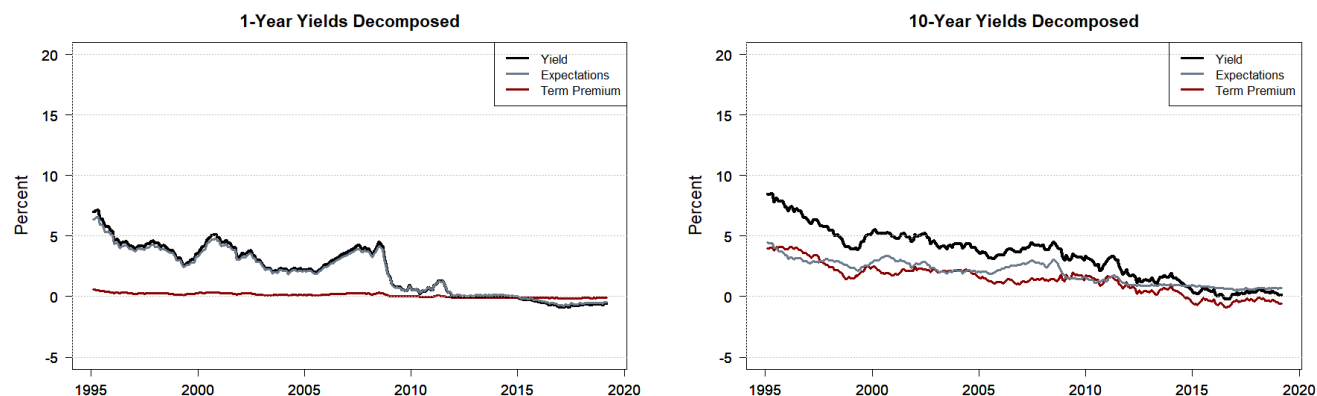 1-Year Yields Decomposed
Percent
20
15
10
5
0
-5
1995
2000
2005
2010
2015
2020
Yield
Expectations
Term Premium
10-Year Yields Decomposed
Percent
20
15
10
5
0
-5
1995
2000
2005
2010
2015
2020
Yield
Expectations
Term Premium